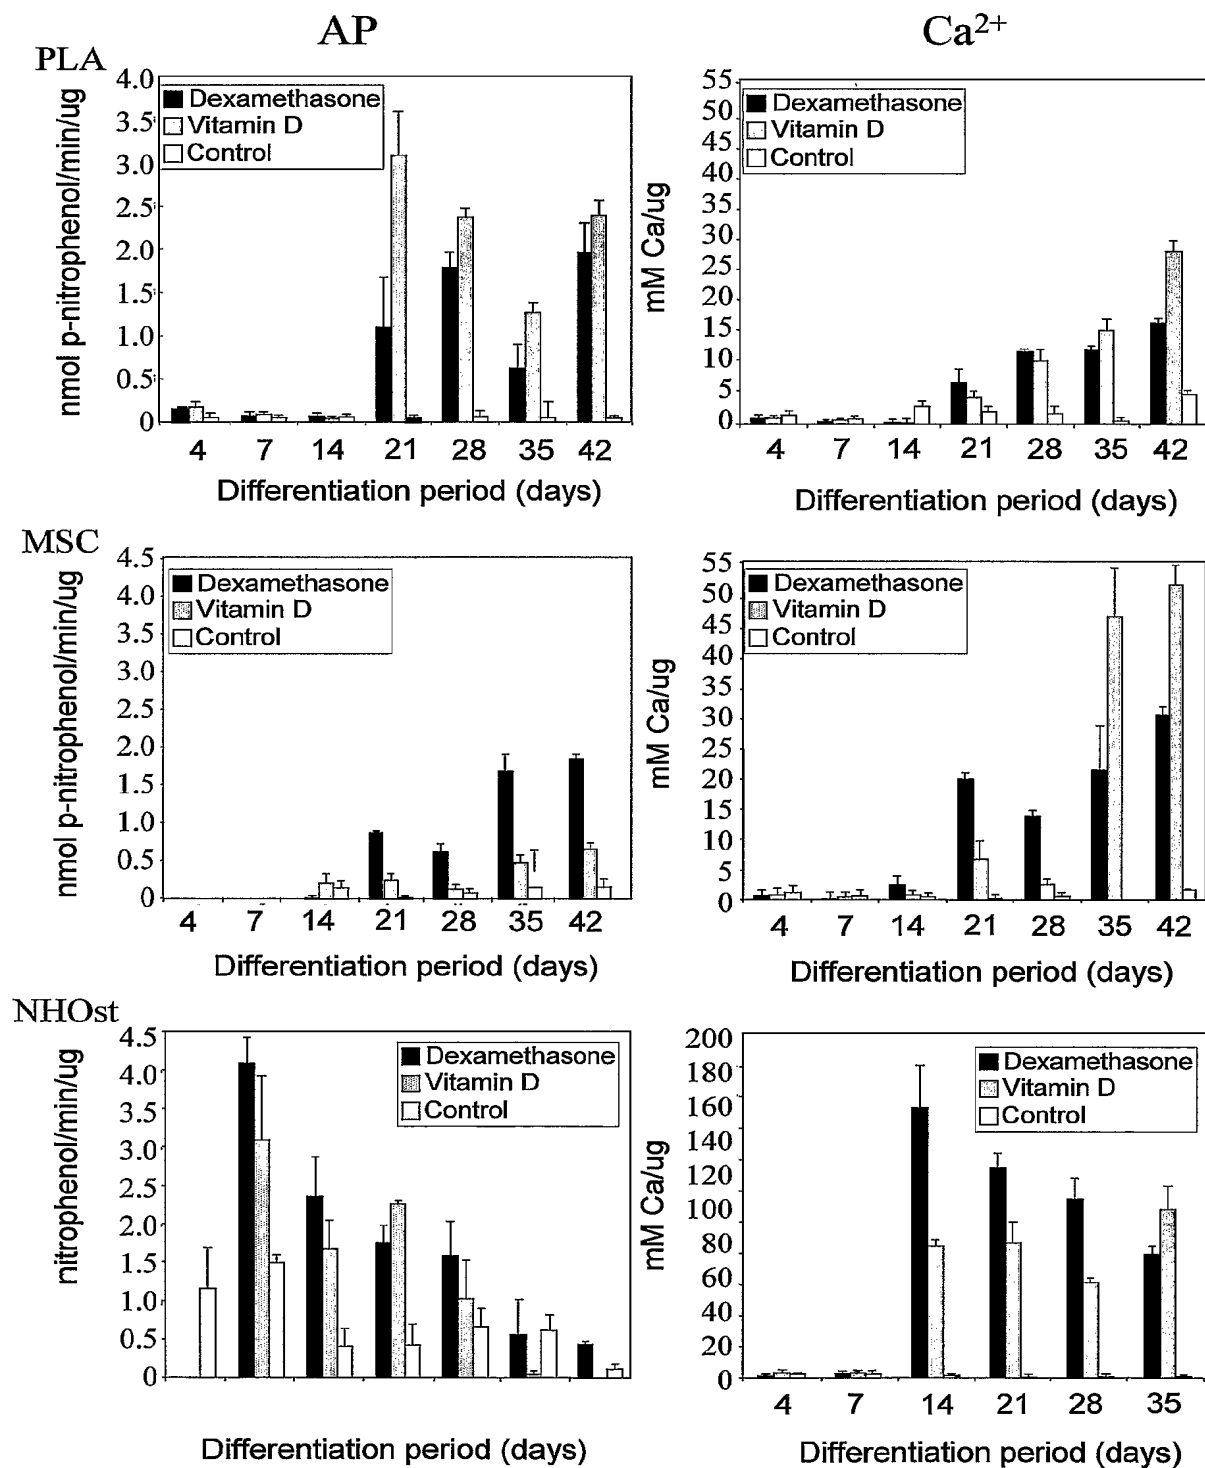 AP
Ca2+
PLA
nmol p-nitrophenol/min/ug
4.0
3.5
3.0
2.5
2.0
1.5
1.0
0.5
0
Dexamethasone
Vitamin D
Control
4 7 14 21 28 35 42
Differentiation period (days)
mM Ca/ug
55
50
45
40
35
30
25
20
15
10
5
0
Dexamethasone
Vitamin D
Control
4 7 14 21 28 35 42
Differentiation period (days)
MSC
nmol p-nitrophenol/min/ug
4.5
4.0
3.5
3.0
2.5
2.0
1.5
1.0
0.5
0
Dexamethasone
Vitamin D
Control
4 7 14 21 28 35 42
Differentiation period (days)
mM Ca/ug
55
50
45
40
35
30
25
20
15
10
5
0
Dexamethasone
Vitamin D
Control
4 7 14 21 28 35 42
Differentiation period (days)
NHOst
nitrophenol/min/ug
4.5
4.0
3.5
3.0
2.5
2.0
1.5
1.0
0.5
0
Dexamethasone
Vitamin D
Control
Differentiation period (days)
mM Ca/ug
200
180
160
140
120
100
80
60
40
20
0
Dexamethasone
Vitamin D
Control
4 7 14 21 28 35
Differentiation period (days)